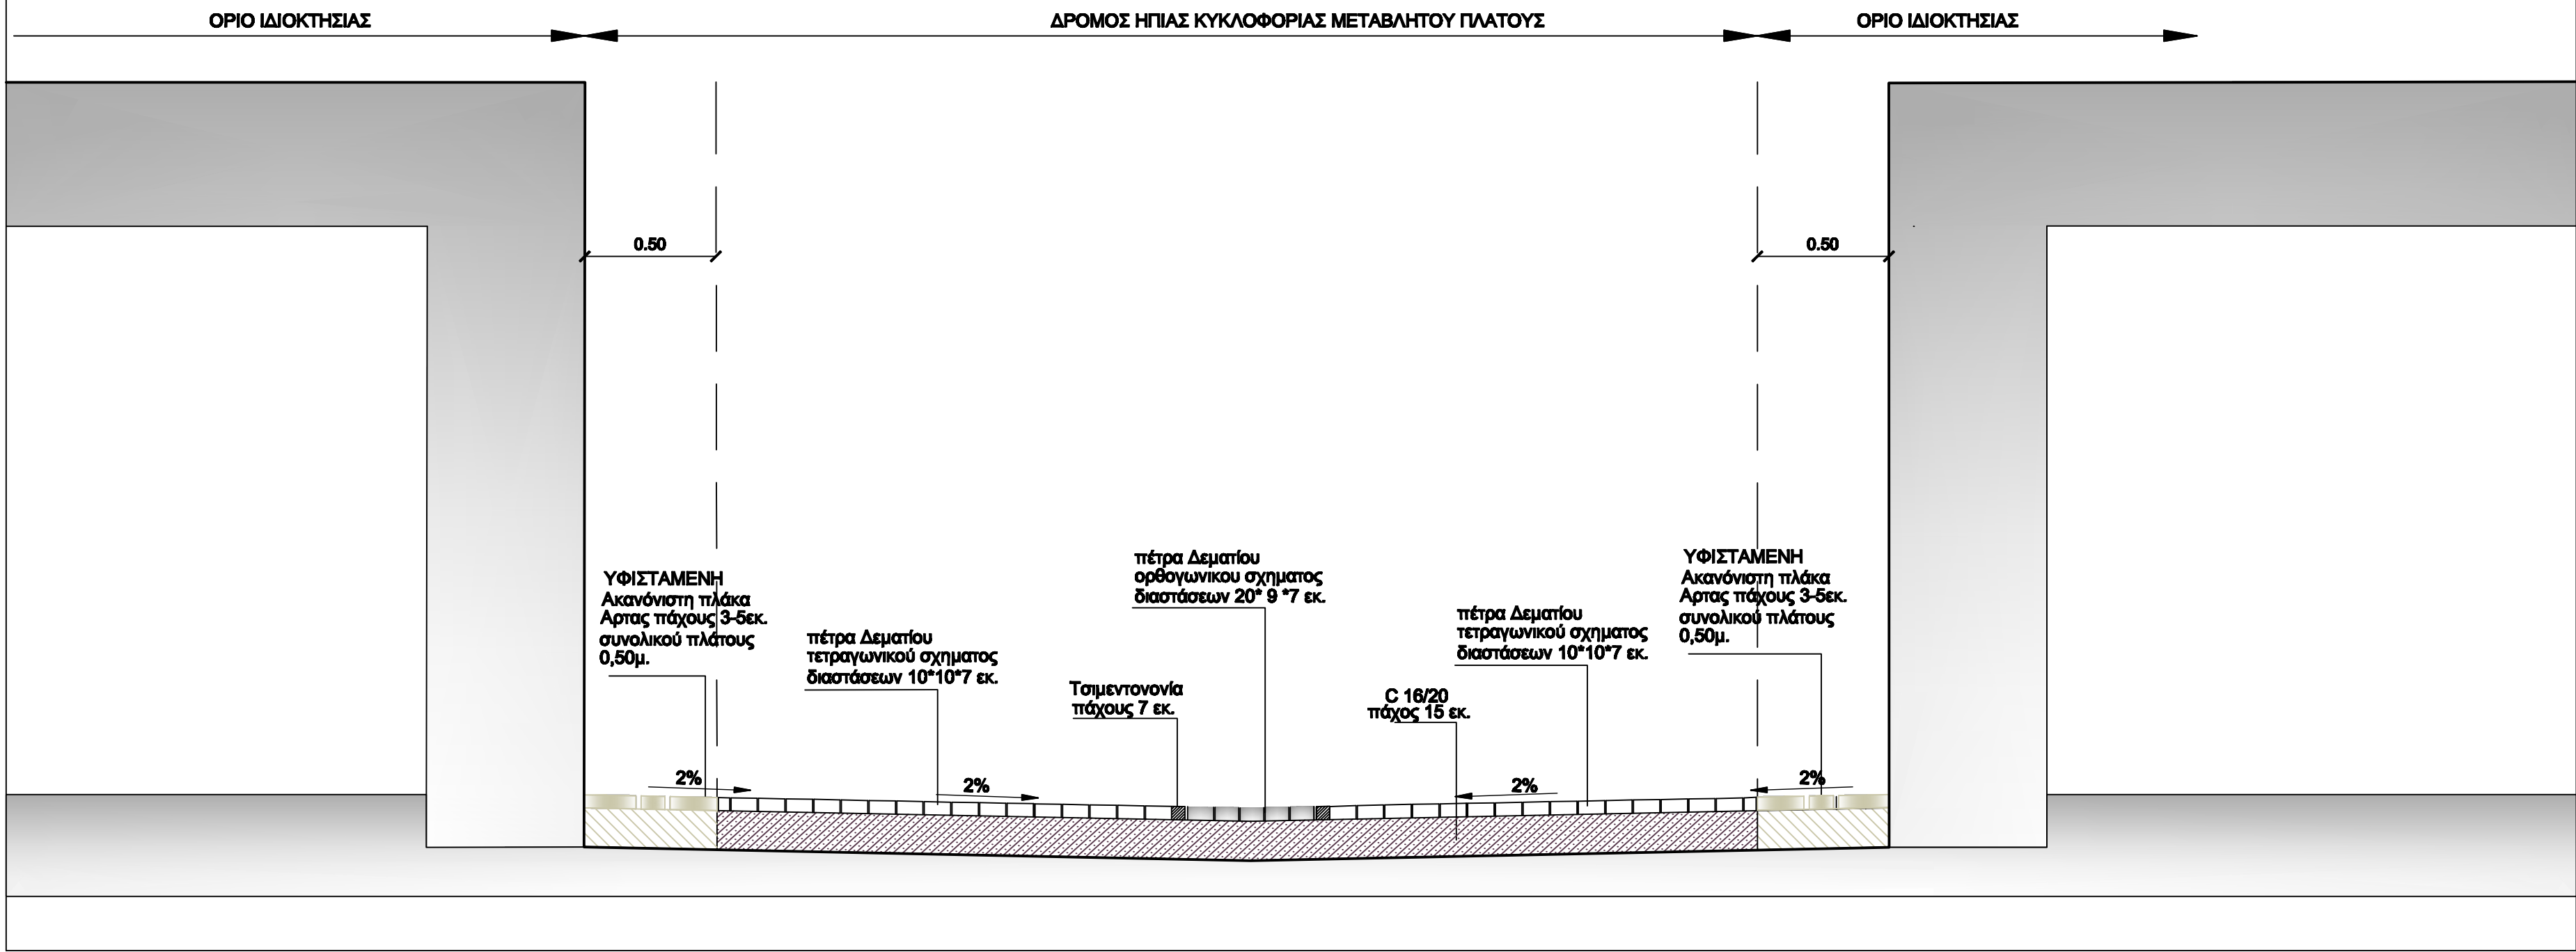 ΟΡΙΟ ΙΔΙΟΚΤΗΣΙΑΣ
ΔΡΟΜΟΣ ΗΠΙΑΣ ΚΥΚΛΟΦΟΡΙΑΣ ΜΕΤΑΒΛΗΤΟΥ ΠΛΑΤΟΥΣ
ΟΡΙΟ ΙΔΙΟΚΤΗΣΙΑΣ
0.50
0.50
ΥΦΙΣΤΑΜΕΝΗ
Ακανόνιστη πλάκα
Αρτας πάχους 3-5εκ.
συνολικού πλάτους
0,50μ.
πέτρα Δεματίου
τετραγωνικού σχηματος
διαστάσεων 10*10*7 εκ.
Τσιμεντονονία
πάχους 7 εκ.
πέτρα Δεματίου
ορθογωνικου σχηματος
διαστάσεων 20* 9 *7 εκ.
C 16/20
πάχος 15 εκ.
πέτρα Δεματίου
τετραγωνικού σχηματος
διαστάσεων 10*10*7 εκ.
ΥΦΙΣΤΑΜΕΝΗ
Ακανόνιστη πλάκα
Αρτας πάχους 3-5εκ.
συνολικού πλάτους
0,50μ.
2%
2%
2%
2%